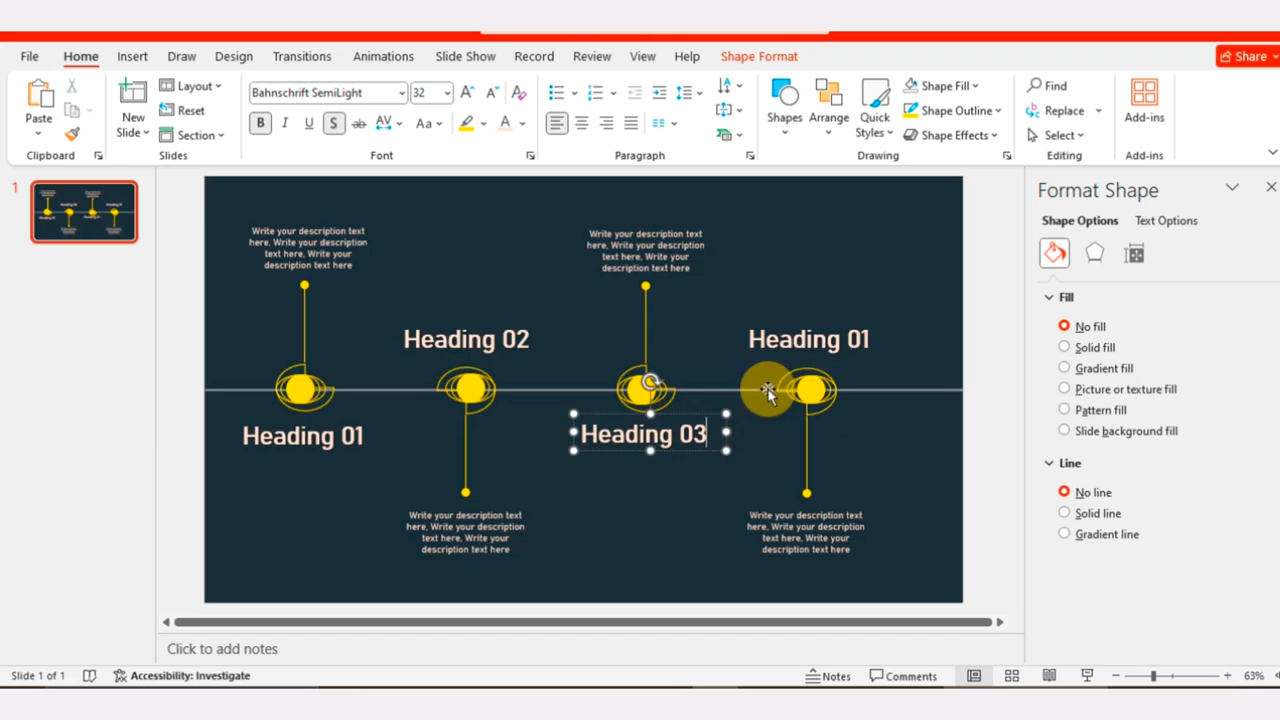 File Home Insert Draw Design Transitions Animations Slide Show Record Review View Help Shape Format Share
Paste
New
Slide
Layout
Reset
Section
Bahnschrift SemiLight 32
B I U S ab AV Aa A
Shapes
Arrange
Quick
Styles
Shape Fill
Shape Outline
Shape Effects
Find
Replace
Select
Add-ins
Clipboard Slides Font Paragraph Drawing Editing Add-ins
1
Write your description text
here, Write your description
text here, Write your
description text here
Write your description text
here, Write your description
text here, Write your
description text here
Heading 02
Heading 01
Heading 01
Heading 03
Write your description text
here, Write your description
text here, Write your
description text here
Write your description text
here, Write your description
text here, Write your
description text here
Format Shape
Shape Options Text Options
Fill
No fill
Solid fill
Gradient fill
Picture or texture fill
Pattern fill
Slide background fill
Line
No line
Solid line
Gradient line
Click to add notes
Slide 1 of 1 Accessibility: Investigate Notes Comments 63%